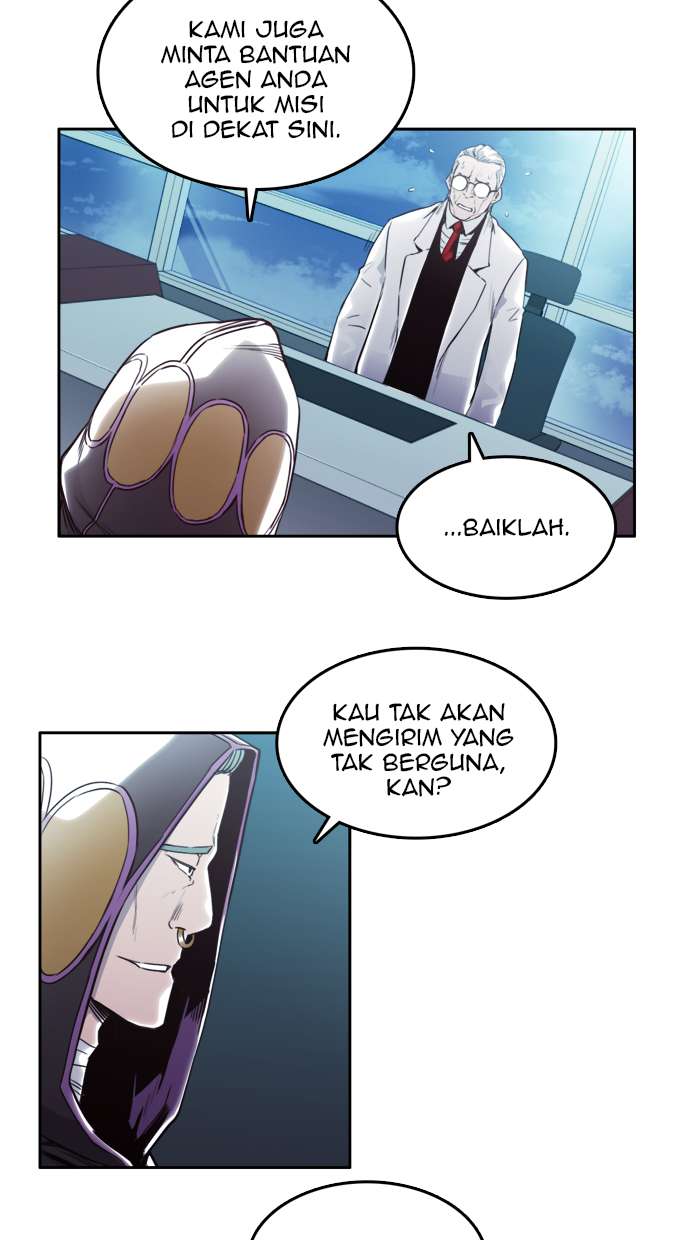 KAMI JUGA
MINTA BANTUAN
AGEN ANDA
UNTUK MISI
DI DEKAT SINI.
...BAIKLAH.
KAU TAK AKAN
MENGIRIM YANG
TAK BERGUNA,
KAN?